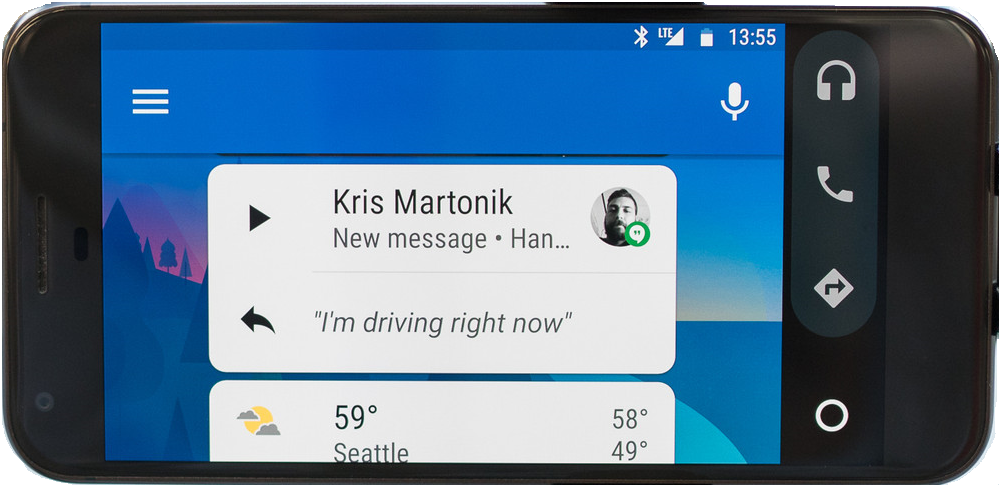 LTE 13:55
Kris Martonik
New message • Han...
"I'm driving right now"
59° 58°
Seattle 49°